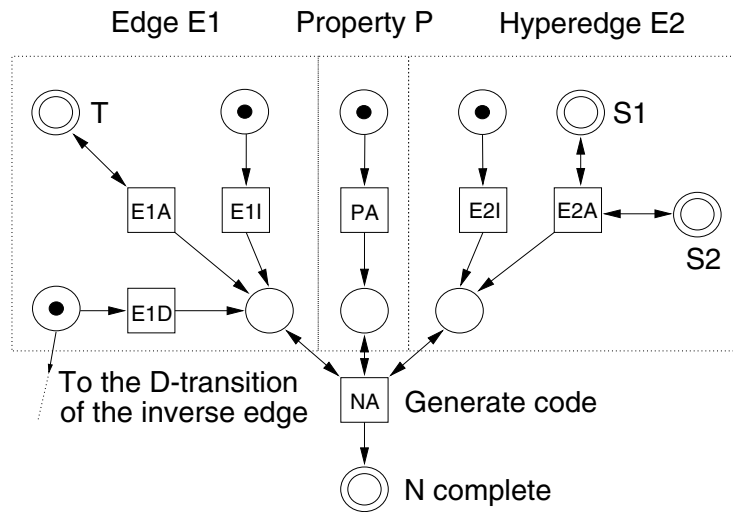 Edge E1 Property P Hyperedge E2
T S1
E1A E1I PA E2I E2A
S2
E1D
To the D-transition
of the inverse edge
NA Generate code
N complete